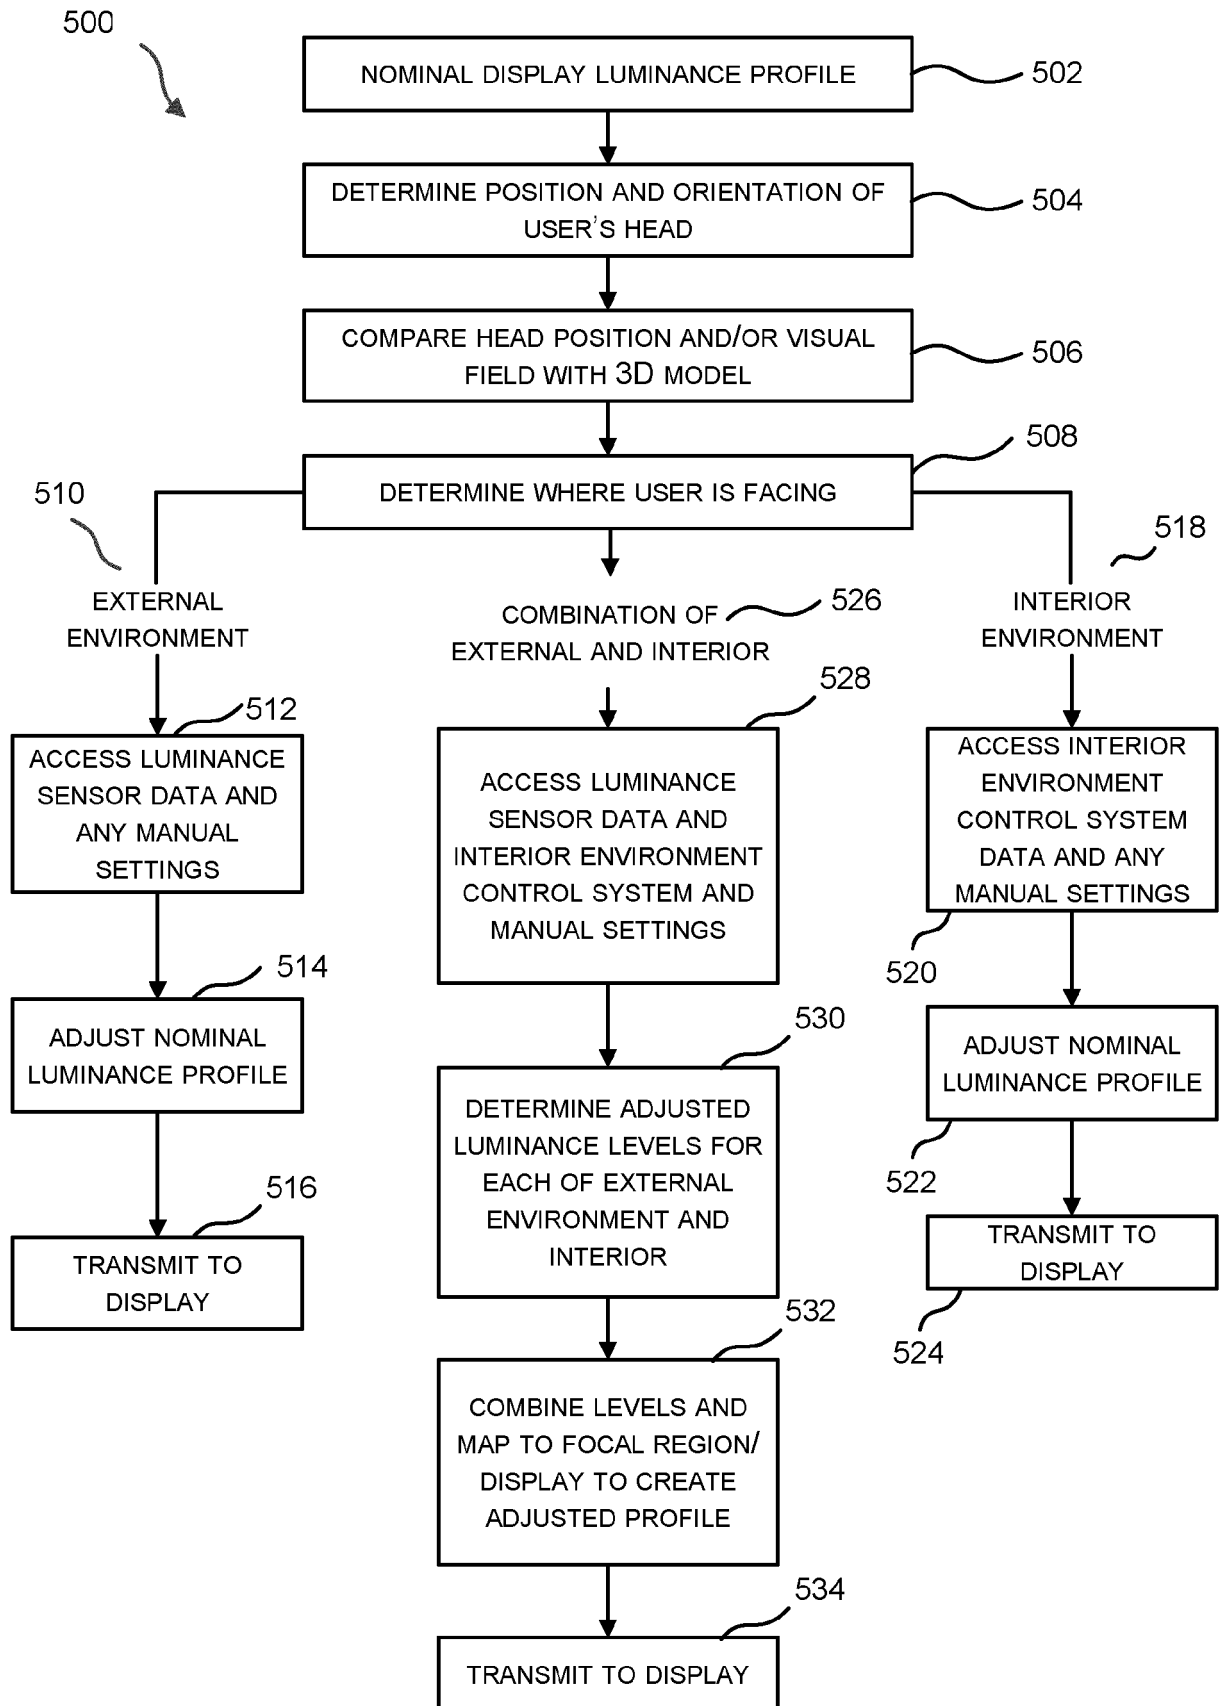 500
NOMINAL DISPLAY LUMINANCE PROFILE
502
DETERMINE POSITION AND ORIENTATION OF
USER'S HEAD
504
COMPARE HEAD POSITION AND/OR VISUAL
FIELD WITH 3D MODEL
506
508
DETERMINE WHERE USER IS FACING
510
EXTERNAL
ENVIRONMENT
526
COMBINATION OF
EXTERNAL AND INTERIOR
518
INTERIOR
ENVIRONMENT
512
ACCESS LUMINANCE
SENSOR DATA AND
ANY MANUAL
SETTINGS
514
ADJUST NOMINAL
LUMINANCE PROFILE
516
TRANSMIT TO
DISPLAY
528
ACCESS LUMINANCE
SENSOR DATA AND
INTERIOR ENVIRONMENT
CONTROL SYSTEM AND
MANUAL SETTINGS
530
DETERMINE ADJUSTED
LUMINANCE LEVELS FOR
EACH OF EXTERNAL
ENVIRONMENT AND
INTERIOR
532
COMBINE LEVELS AND
MAP TO FOCAL REGION/
DISPLAY TO CREATE
ADJUSTED PROFILE
534
TRANSMIT TO DISPLAY
ACCESS INTERIOR
ENVIRONMENT
CONTROL SYSTEM
DATA AND ANY
MANUAL SETTINGS
520
ADJUST NOMINAL
LUMINANCE PROFILE
522
TRANSMIT TO
DISPLAY
524